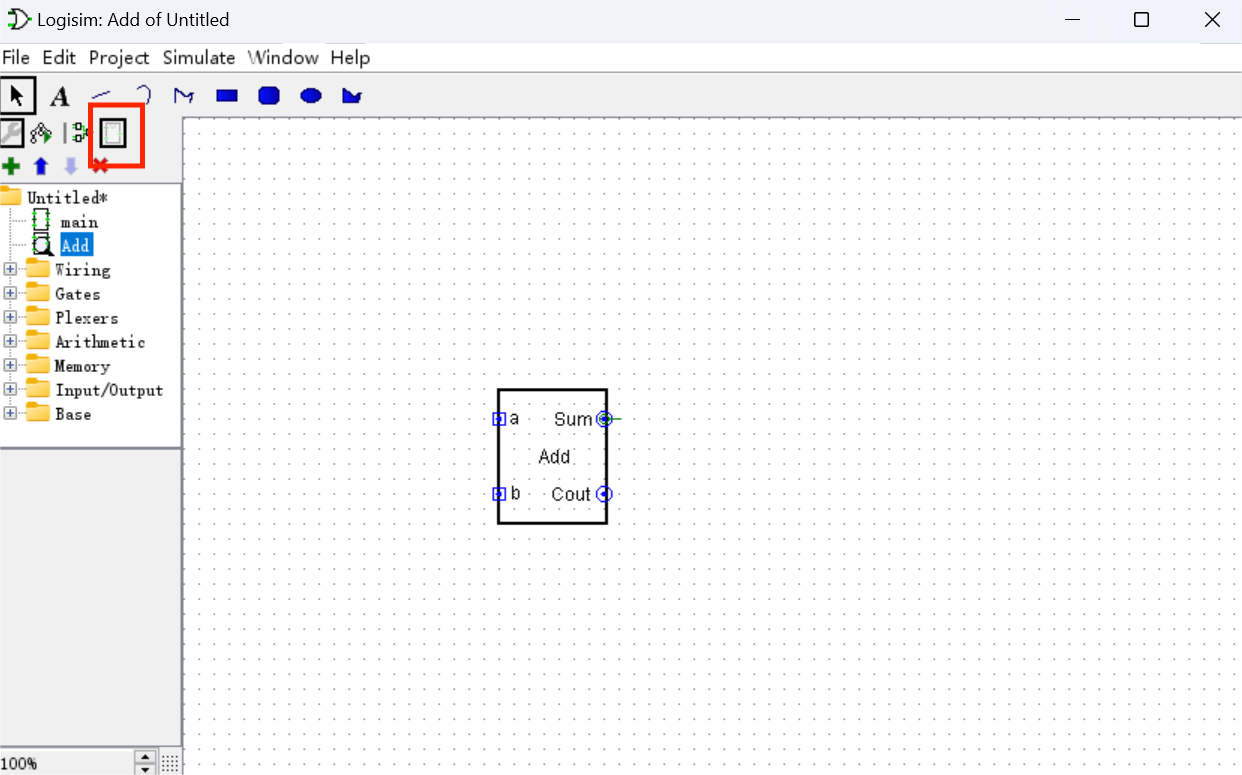 Logisim: Add of Untitled
File Edit Project Simulate Window Help
A
Untitled*
main
Add
Wiring
Gates
Plexers
Arithmetic
Memory
Input/Output
Base
a Sum
Add
b Cout
100%